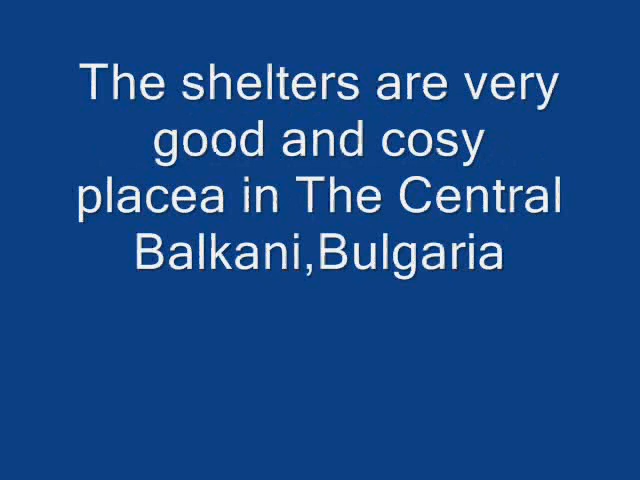 The shelters are very
good and cosy
placea in The Central
Balkani,Bulgaria